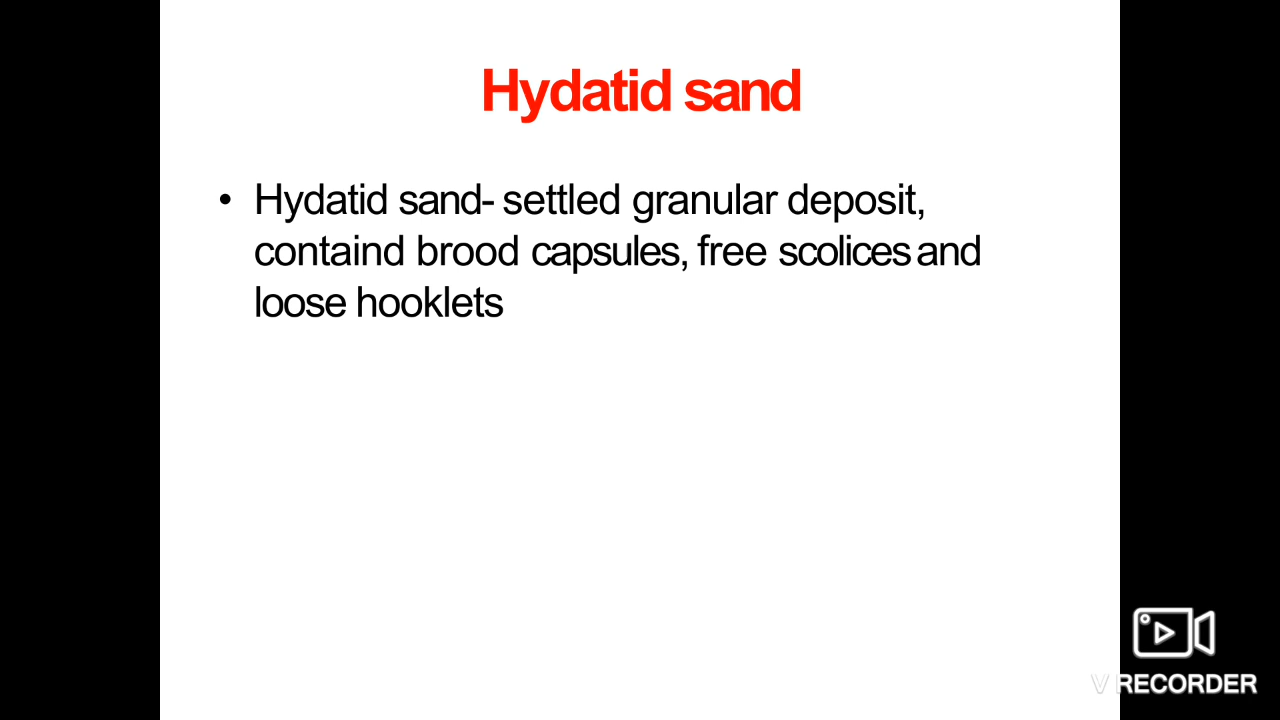 Hydatid sand
• Hydatid sand- settled granular deposit,
containd brood capsules, free scolices and
loose hooklets
V RECORDER